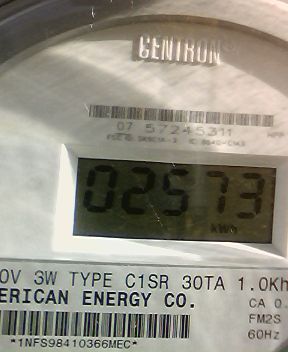 CENTRON®
07 57245311
02573
kWh
0V 3W TYPE C1SR 30TA 1.0Kh
ERICAN ENERGY CO.
CA 0.
FM2S
60Hz
*1NFS98410366MEC*